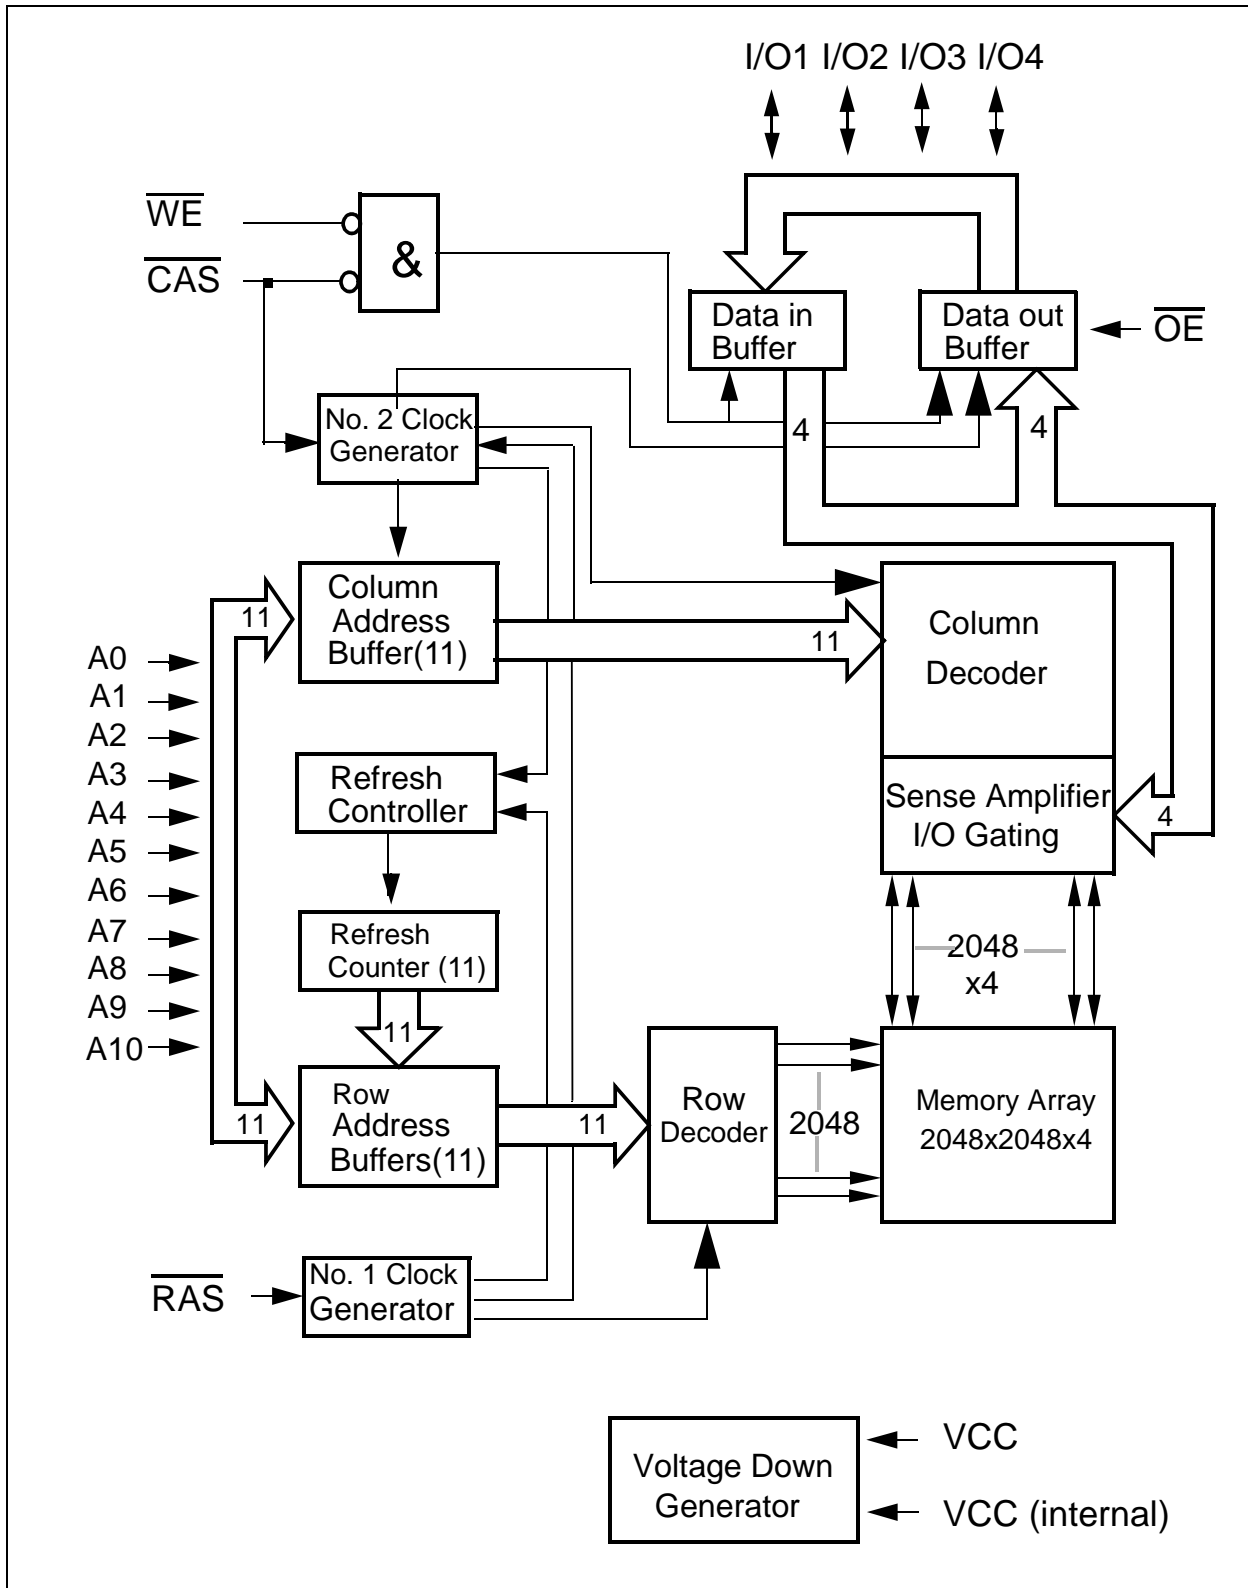 I/O1 I/O2 I/O3 I/O4
WE
CAS
&
Data in
Buffer
Data out
Buffer
OE
No. 2 Clock
Generator
4
4
Column
Address
Buffer(11)
11
11
Column
Decoder
A0
A1
A2
A3
A4
A5
A6
A7
A8
A9
A10
Refresh
Controller
Sense Amplifier
I/O Gating
4
Refresh
Counter (11)
2048
x4
11
Row
Address
Buffers(11)
11
11
Row
Decoder
2048
Memory Array
2048x2048x4
RAS
No. 1 Clock
Generator
Voltage Down
Generator
VCC
VCC (internal)